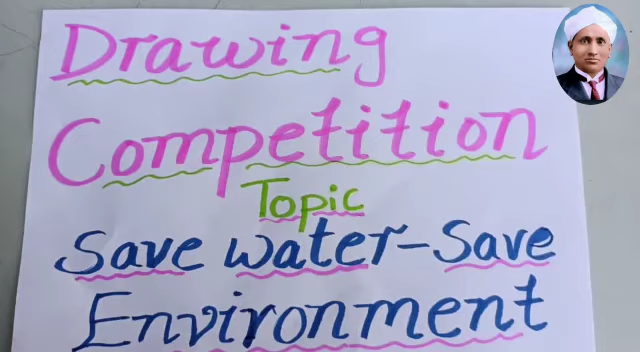 Drawing
Competition
Topic
Save water-Save
Environment